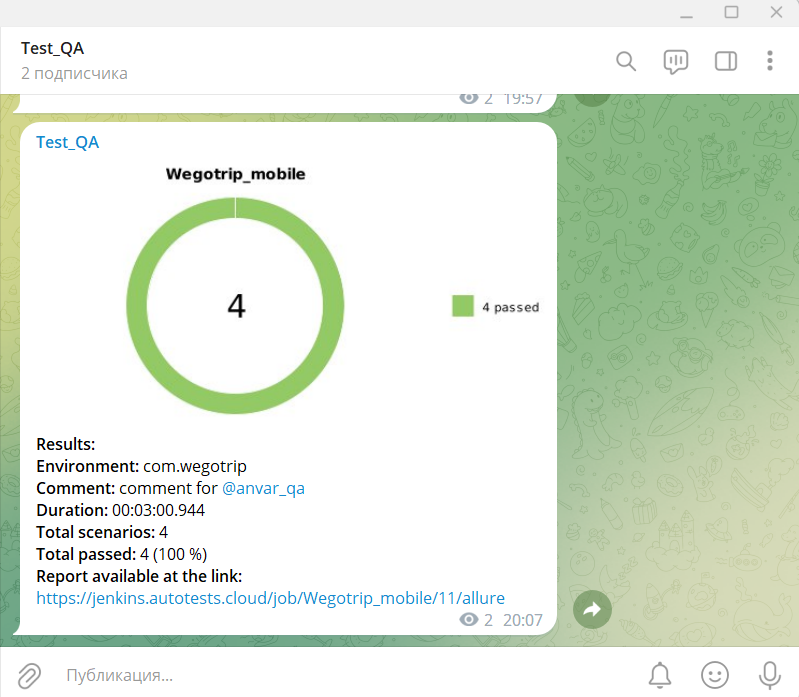 Test_QA
2 подписчика
2 19:57
Test_QA
Wegotrip_mobile
4
4 passed
Results:
Environment: com.wegotrip
Comment: comment for @anvar_qa
Duration: 00:03:00.944
Total scenarios: 4
Total passed: 4 (100 %)
Report available at the link:
https://jenkins.autotests.cloud/job/Wegotrip_mobile/11/allure
2 20:07
Публикация...